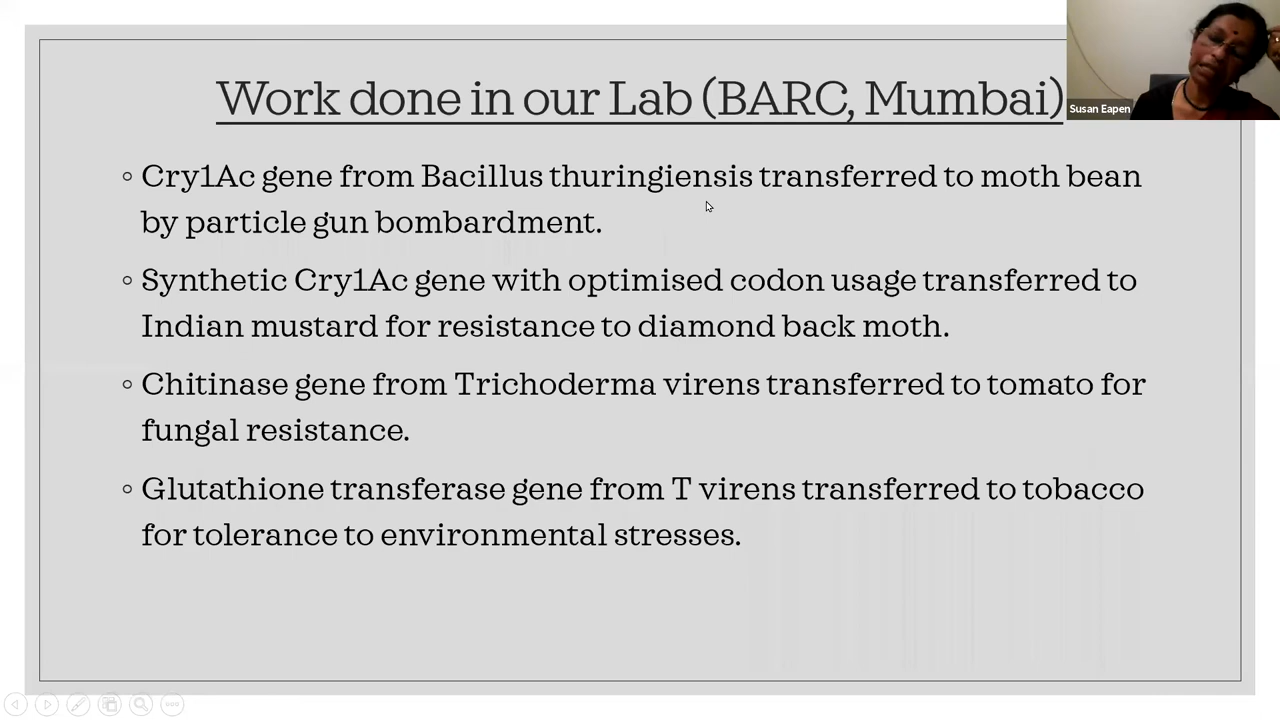 Work done in our Lab (BARC, Mumbai)
Susan Eapen
◦ Cry1Ac gene from Bacillus thuringiensis transferred to moth bean
by particle gun bombardment.
◦ Synthetic Cry1Ac gene with optimised codon usage transferred to
Indian mustard for resistance to diamond back moth.
◦ Chitinase gene from Trichoderma virens transferred to tomato for
fungal resistance.
◦ Glutathione transferase gene from T virens transferred to tobacco
for tolerance to environmental stresses.